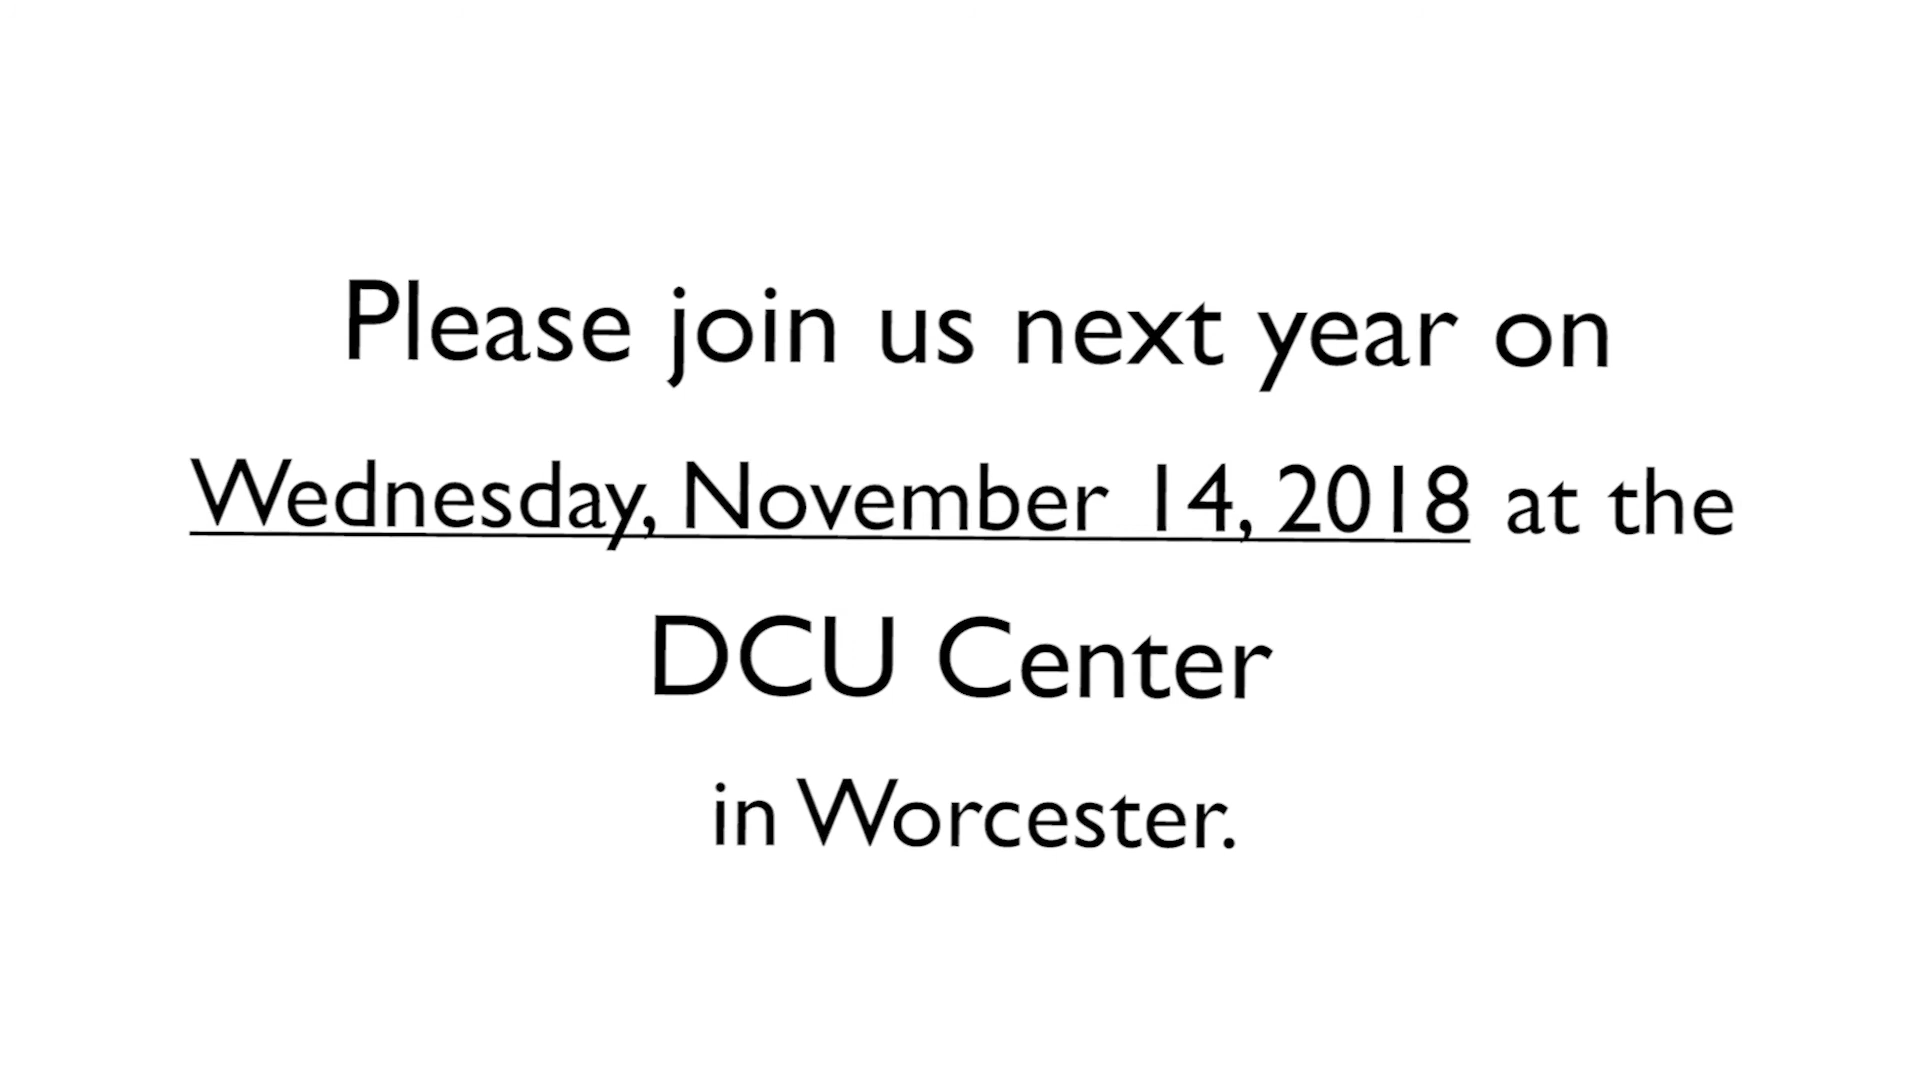 Please join us next year on
Wednesday, November 14, 2018 at the
DCU Center
in Worcester.